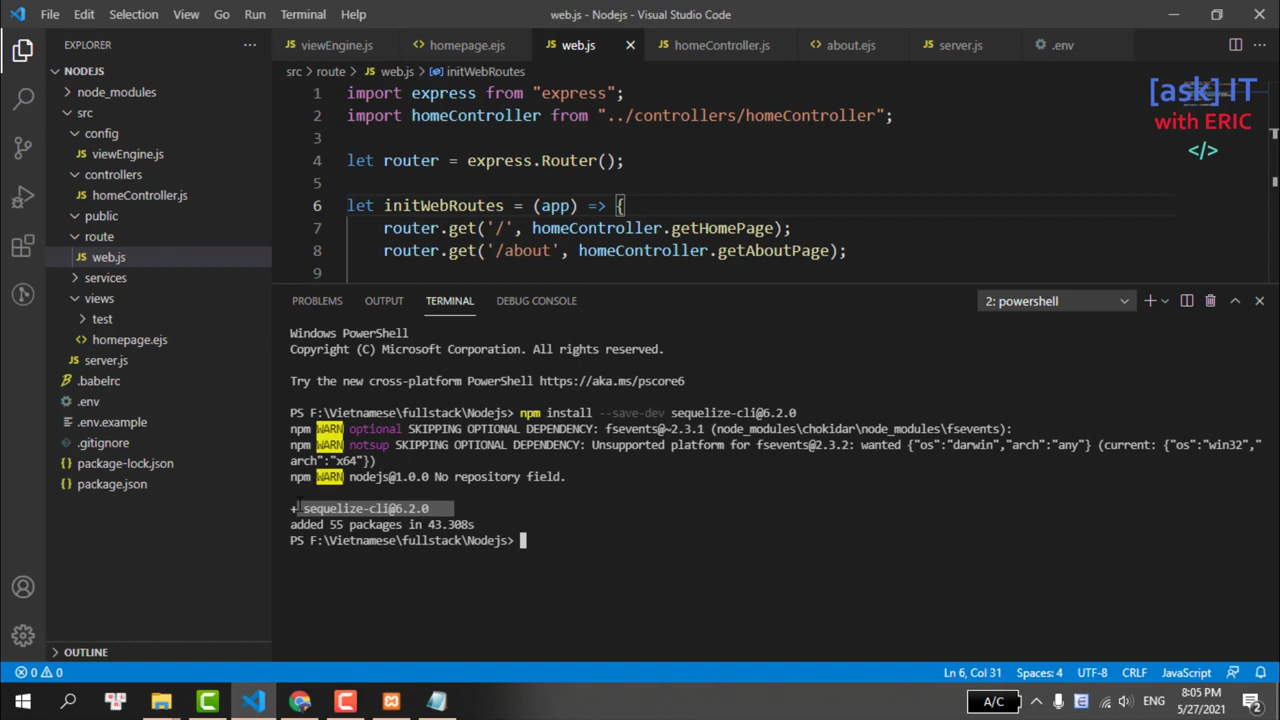 File Edit Selection View Go Run Terminal Help
web.js - Nodejs - Visual Studio Code
EXPLORER
viewEngine.js homepage.ejs web.js homeController.js about.ejs server.js .env
NODEJS
node_modules
src
config
viewEngine.js
controllers
homeController.js
public
route
web.js
services
views
test
homepage.ejs
server.js
.babelrc
.env
.env.example
.gitignore
package-lock.json
package.json
OUTLINE
src > route > web.js > initWebRoutes
1 import express from "express";
2 import homeController from "../controllers/homeController";
3
4 let router = express.Router();
5
6 let initWebRoutes = (app) => {
7 router.get('/', homeController.getHomePage);
8 router.get('/about', homeController.getAboutPage);
9
[ask] IT
with ERIC
</>
PROBLEMS OUTPUT TERMINAL DEBUG CONSOLE
2: powershell
Windows PowerShell
Copyright (C) Microsoft Corporation. All rights reserved.
Try the new cross-platform PowerShell https://aka.ms/pscore6
PS F:\Vietnamese\fullstack\Nodejs> npm install --save-dev sequelize-cli@6.2.0
npm WARN optional SKIPPING OPTIONAL DEPENDENCY: fsevents@~2.3.1 (node_modules\chokidar\node_modules\fsevents):
npm WARN notsup SKIPPING OPTIONAL DEPENDENCY: Unsupported platform for fsevents@2.3.2: wanted {"os":"darwin","arch":"any"} (current: {"os":"win32","
arch":"x64"})
npm WARN nodejs@1.0.0 No repository field.
+ sequelize-cli@6.2.0
added 55 packages in 43.308s
PS F:\Vietnamese\fullstack\Nodejs>
0 0
Ln 6, Col 31 Spaces: 4 UTF-8 CRLF JavaScript
A/C
ENG
8:05 PM
5/27/2021
2